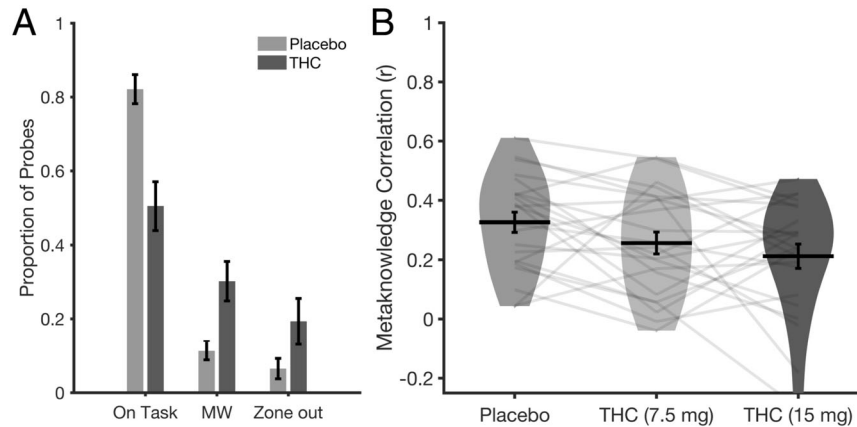 A
Proportion of Probes
1
0.8
0.6
0.4
0.2
0
Placebo
THC
On Task MW Zone out
B
Metaknowledge Correlation (r)
1
0.8
0.6
0.4
0.2
0
-0.2
Placebo THC (7.5 mg) THC (15 mg)